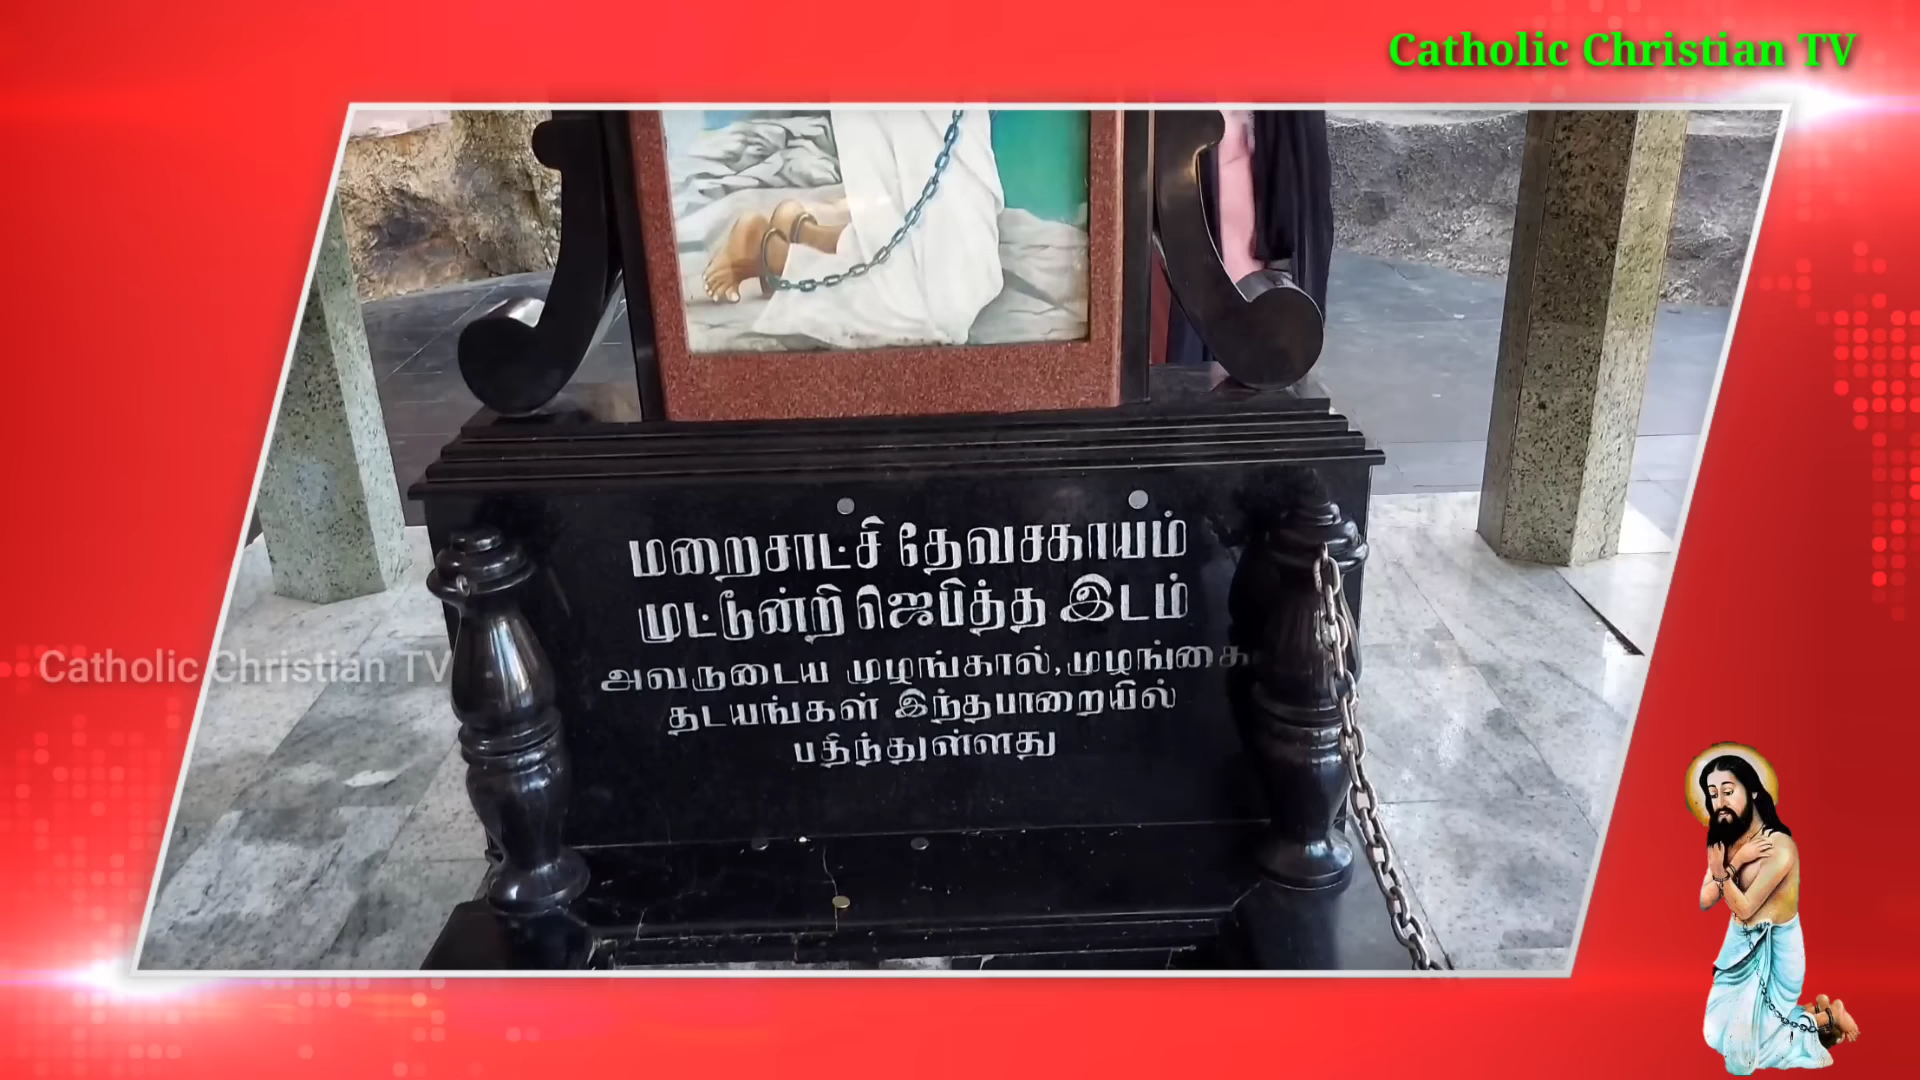 Catholic Christian TV
மறைசாட்சி தேவசகாயம்
முட்டூன்றி ஜெபித்த இடம்
அவருடைய முழங்கால்,முழங்கை
தடயங்கள் இந்தபாறையில்
பதிந்துள்ளது
Catholic Christian TV